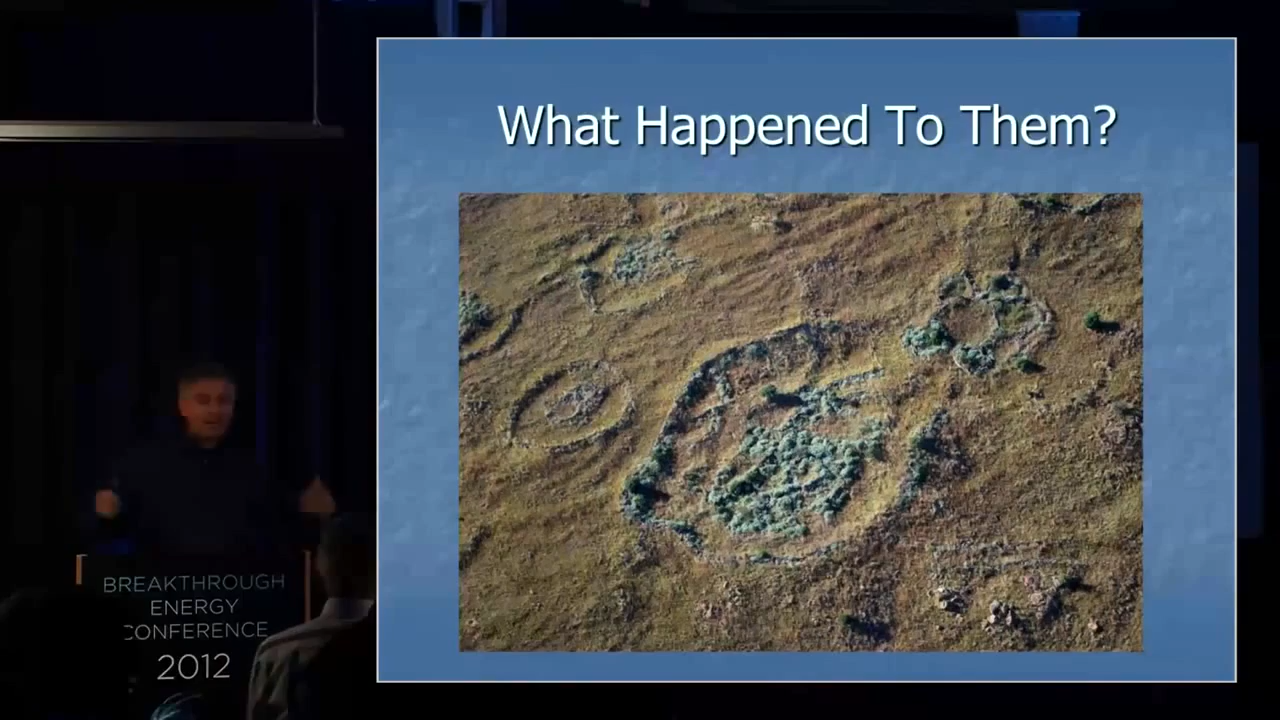 What Happened To Them?
BREAKTHROUGH
ENERGY
CONFERENCE
2012